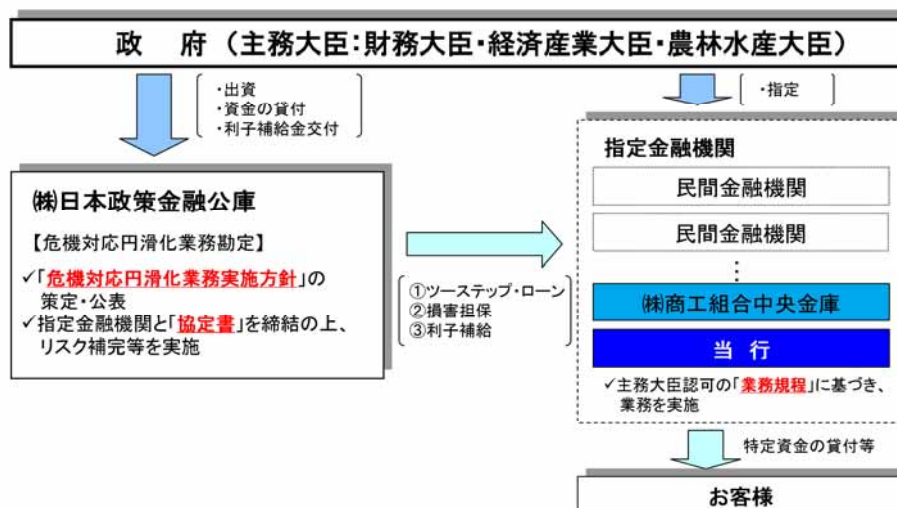 政　府（主務大臣：財務大臣・経済産業大臣・農林水産大臣）
・出資
・資金の貸付
・利子補給金交付
・指定
㈱日本政策金融公庫
【危機対応円滑化業務勘定】
✓「危機対応円滑化業務実施方針」の
策定・公表
✓指定金融機関と「協定書」を締結の上、
リスク補完等を実施
①ツーステップ・ローン
②損害担保
③利子補給
指定金融機関
民間金融機関
民間金融機関
⋮
㈱商工組合中央金庫
当　行
✓主務大臣認可の「業務規程」に基づき、
業務を実施
特定資金の貸付等
お客様